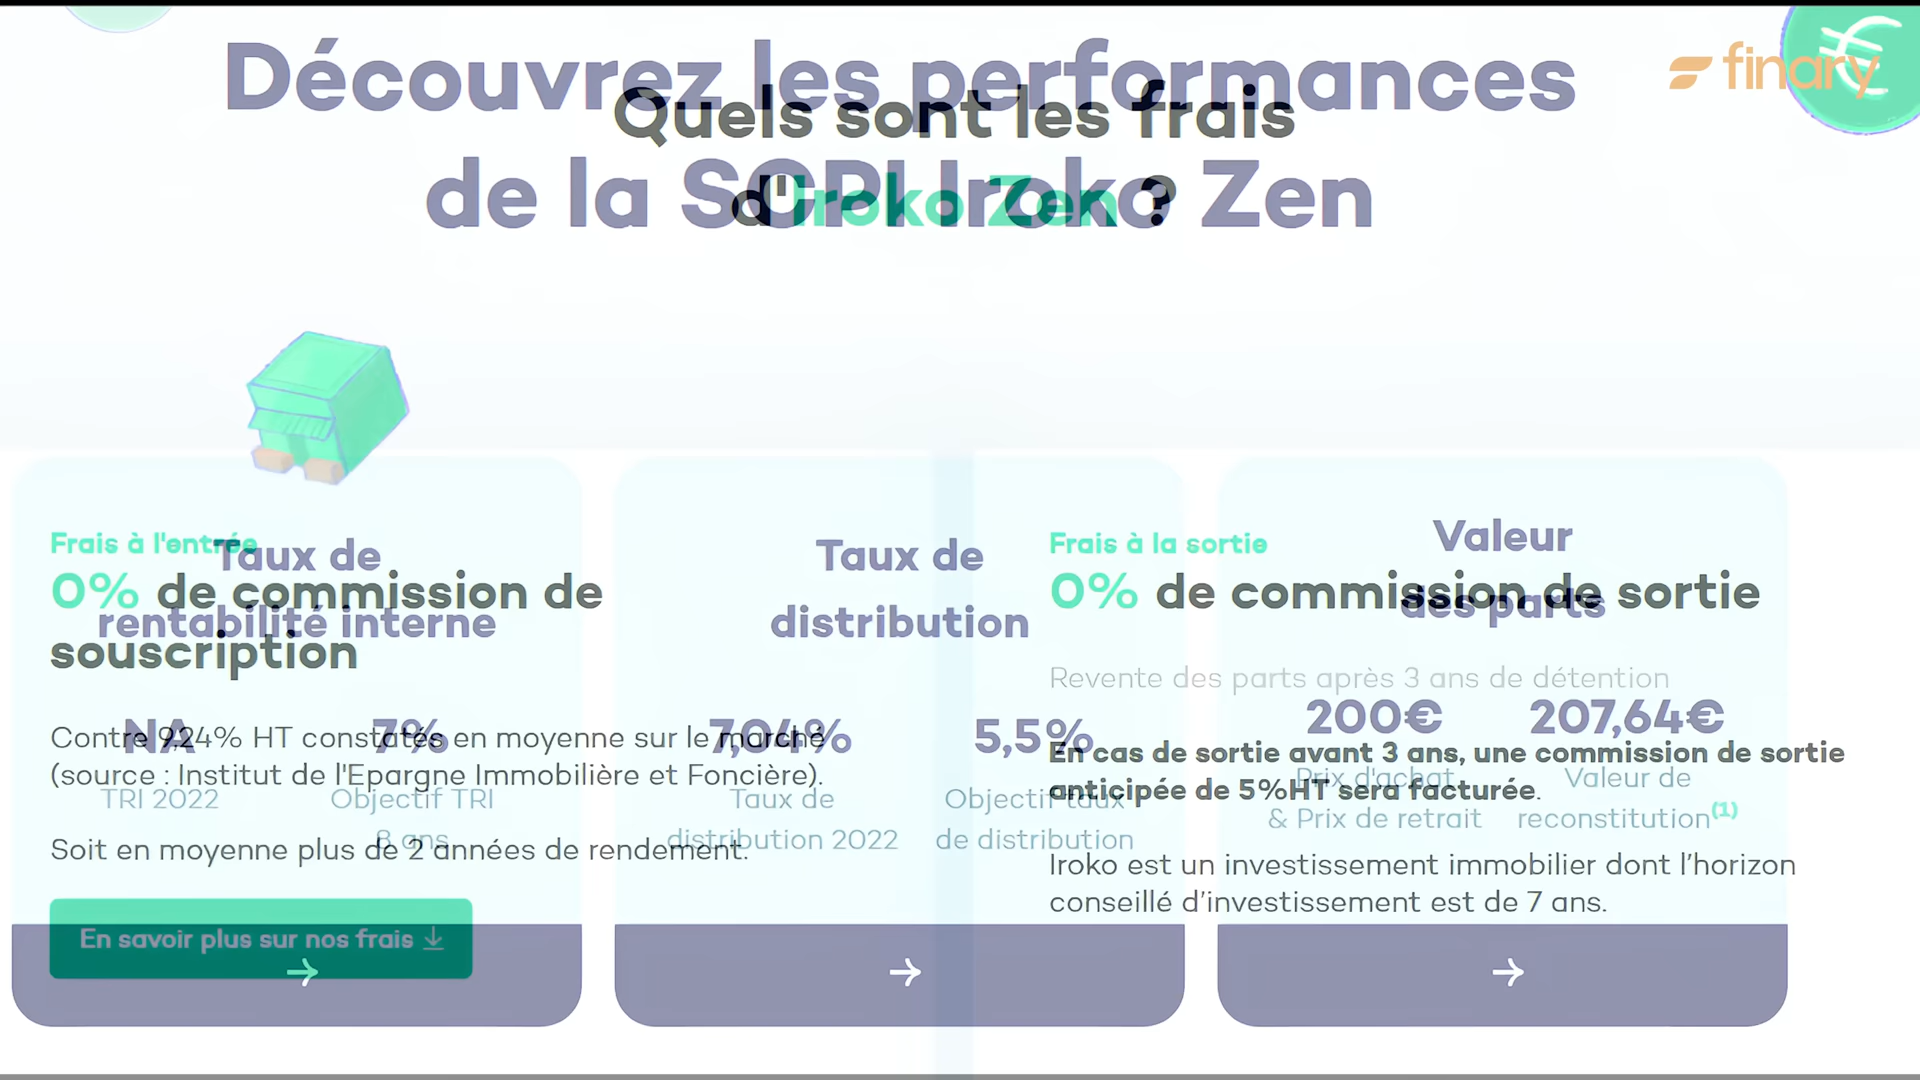 finary
Découvrez les performances
de la SCPI Iroko Zen
Quels sont les frais
d'Iroko Zen ?
Taux de
rentabilité interne
NA
7%
TRI 2022
Objectif TRI
8 ans
Taux de
distribution
7,04%
5,5%
Taux de
distribution 2022
Objectif taux
de distribution
Valeur
des parts
200€
207,64€
Prix d'achat
& Prix de retrait
Valeur de
reconstitution(1)
Frais à l'entrée
0% de commission de
souscription
Contre 9,24% HT constatés en moyenne sur le marché
(source : Institut de l'Epargne Immobilière et Foncière).
Soit en moyenne plus de 2 années de rendement.
En savoir plus sur nos frais
Frais à la sortie
0% de commission de sortie
Revente des parts après 3 ans de détention
En cas de sortie avant 3 ans, une commission de sortie
anticipée de 5%HT sera facturée.
Iroko est un investissement immobilier dont l’horizon
conseillé d’investissement est de 7 ans.